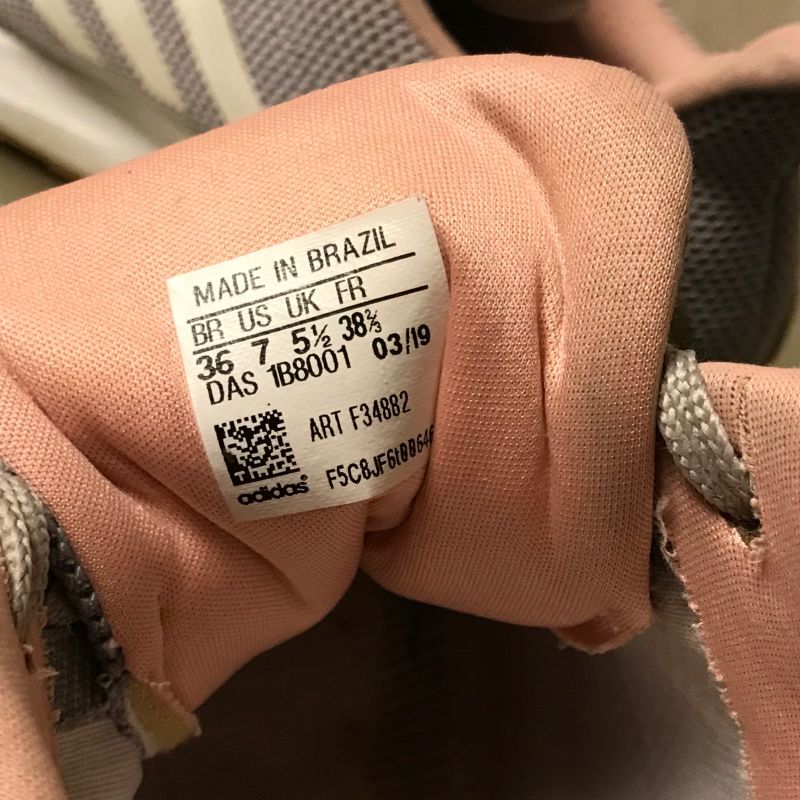 MADE IN BRAZIL
BR US UK FR
36 7 5½ 38⅔
DAS 1B8001 03/19
ART F34882
adidas